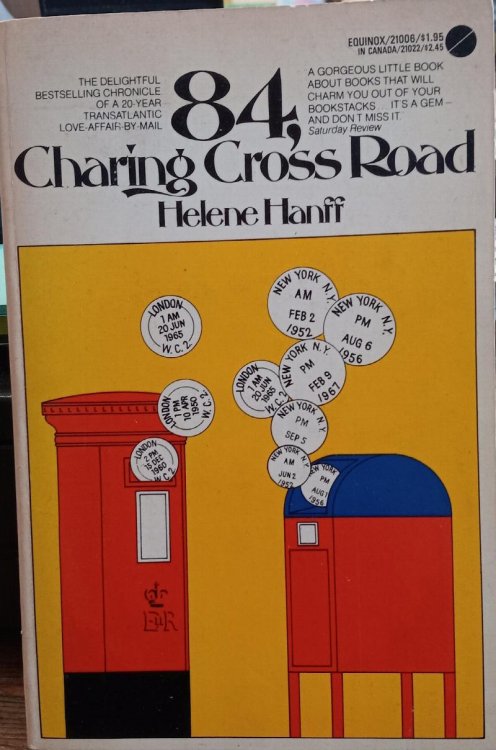 EQUINOX/21006/$1.95
IN CANADA/21022/$2.45
THE DELIGHTFUL
BESTSELLING CHRONICLE
OF A 20-YEAR
TRANSATLANTIC
LOVE-AFFAIR-BY-MAIL
84,
A GORGEOUS LITTLE BOOK
ABOUT BOOKS THAT WILL
CHARM YOU OUT OF YOUR
BOOKSTACKS . . . IT'S A GEM—
AND DON'T MISS IT.
Saturday Review
Charing Cross Road
Helene Hanff
LONDON
1 AM
20 JUN
1965
W.C.2.
NEW YORK N.Y.
AM
FEB 2
1952
NEW YORK N.Y.
PM
AUG 6
1956
NEW YORK N.Y.
PM
FEB 9
1967
LONDON
1 AM
20 JUN
1965
W.C.2
LONDON
1 PM
10 APR
1950
W.C.2.
NEW YORK N.Y.
PM
SEP 5
LONDON
2 PM
15 DEC
1960
W.C.2
NEW YORK N.Y.
AM
JUN 2
NEW YORK
PM
AUG
1956
E II R